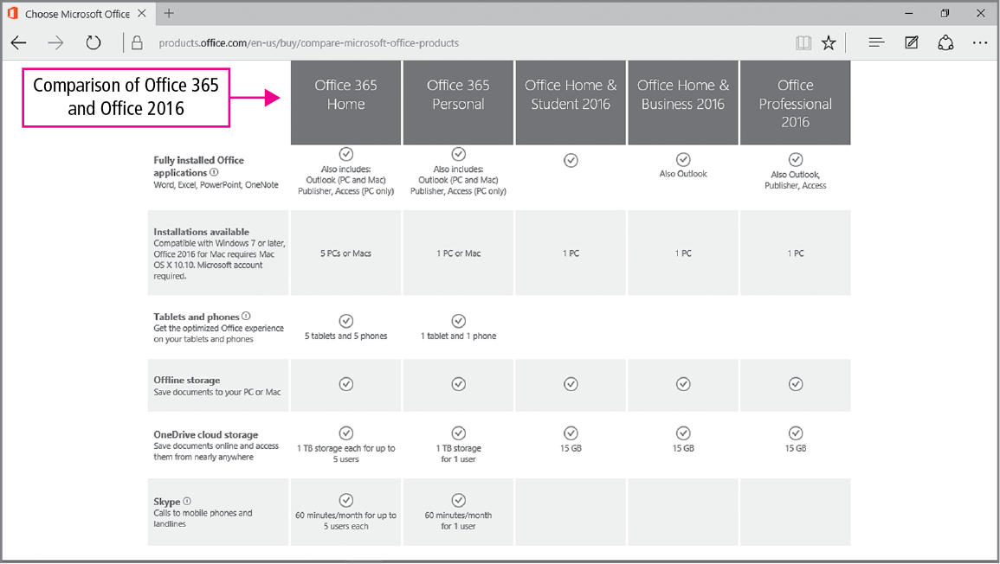 Choose Microsoft Office
products.office.com/en-us/buy/compare-microsoft-office-products
Comparison of Office 365
and Office 2016
Office 365
Home
Office 365
Personal
Office Home &
Student 2016
Office Home &
Business 2016
Office
Professional
2016
Fully installed Office
applications
Word, Excel, PowerPoint, OneNote
Also includes:
Outlook (PC and Mac)
Publisher, Access (PC only)
Also includes:
Outlook (PC and Mac)
Publisher, Access (PC only)
Also Outlook
Also Outlook,
Publisher, Access
Installations available
Compatible with Windows 7 or later,
Office 2016 for Mac requires Mac
OS X 10.10. Microsoft account
required.
5 PCs or Macs
1 PC or Mac
1 PC
1 PC
1 PC
Tablets and phones
Get the optimized Office experience
on your tablets and phones
5 tablets and 5 phones
1 tablet and 1 phone
Offline storage
Save documents to your PC or Mac
OneDrive cloud storage
Save documents online and access
them from nearly anywhere
1 TB storage each for up to
5 users
1 TB storage
for 1 user
15 GB
15 GB
15 GB
Skype
Calls to mobile phones and
landlines
60 minutes/month for up to
5 users each
60 minutes/month
for 1 user